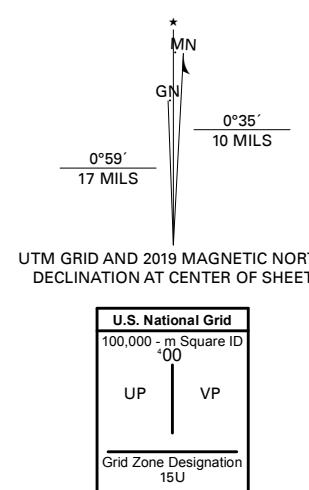 ★
MN
GN
0°35´
10 MILS
0°59´
17 MILS
UTM GRID AND 2019 MAGNETIC NORT
DECLINATION AT CENTER OF SHEET
U.S. National Grid
100,000 - m Square ID
⁴00
UP VP
Grid Zone Designation
15U